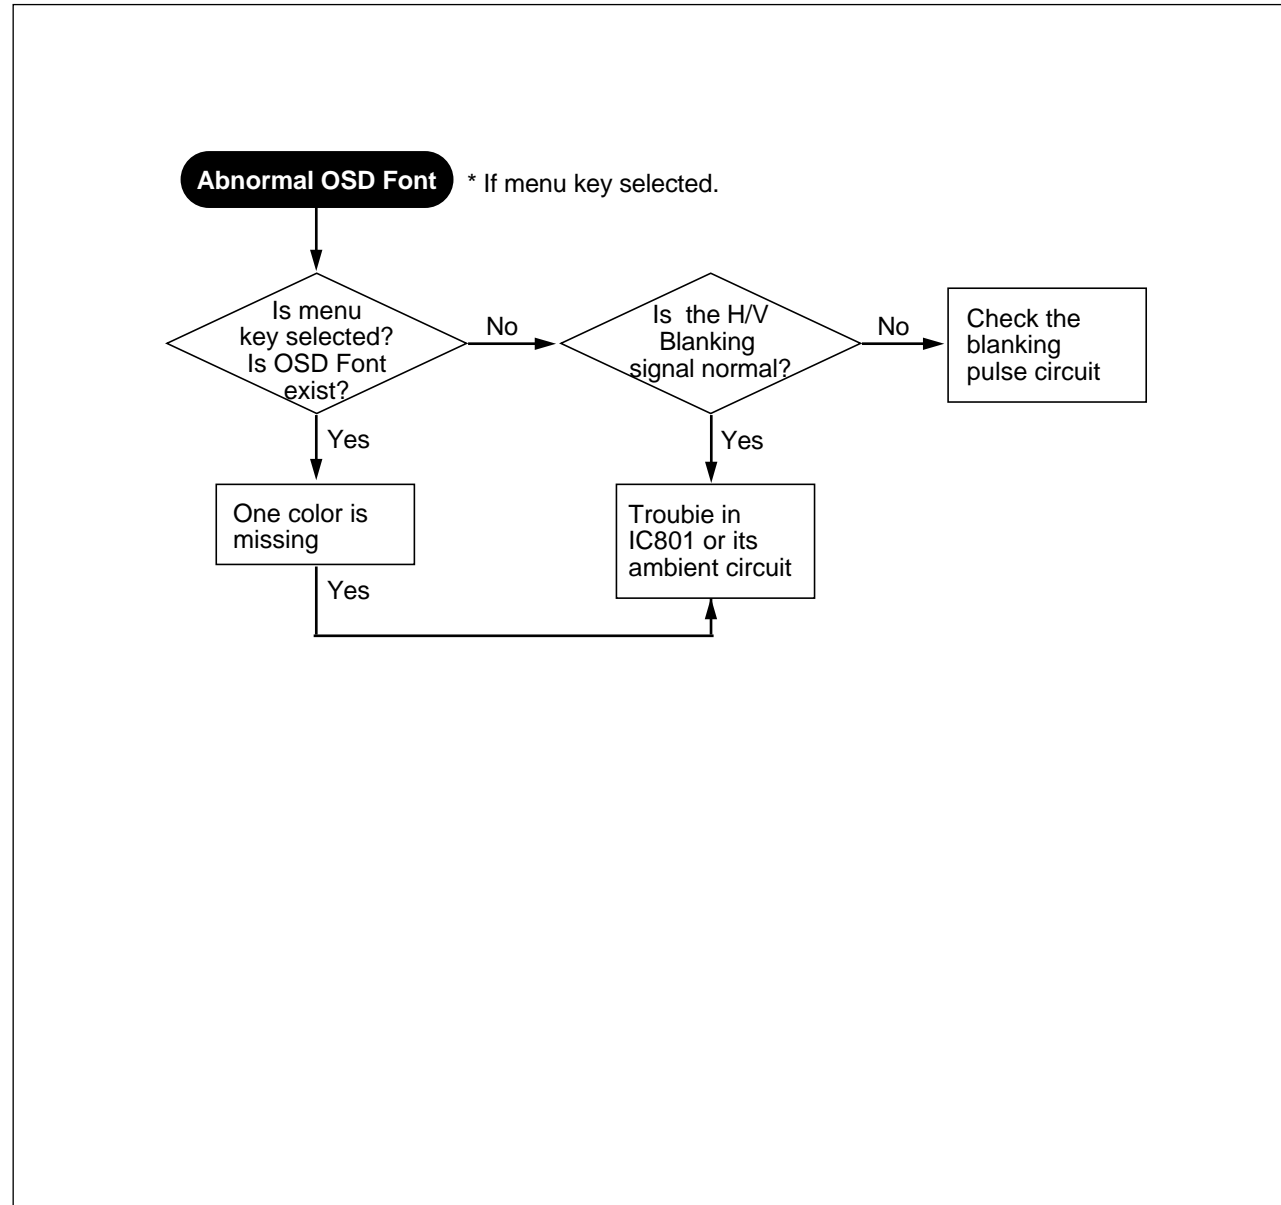 Abnormal OSD Font
* If menu key selected.
Is menu
key selected?
Is OSD Font
exist?
No
Is the H/V
Blanking
signal normal?
No
Check the
blanking
pulse circuit
Yes
Yes
One color is
missing
Troubie in
IC801 or its
ambient circuit
Yes